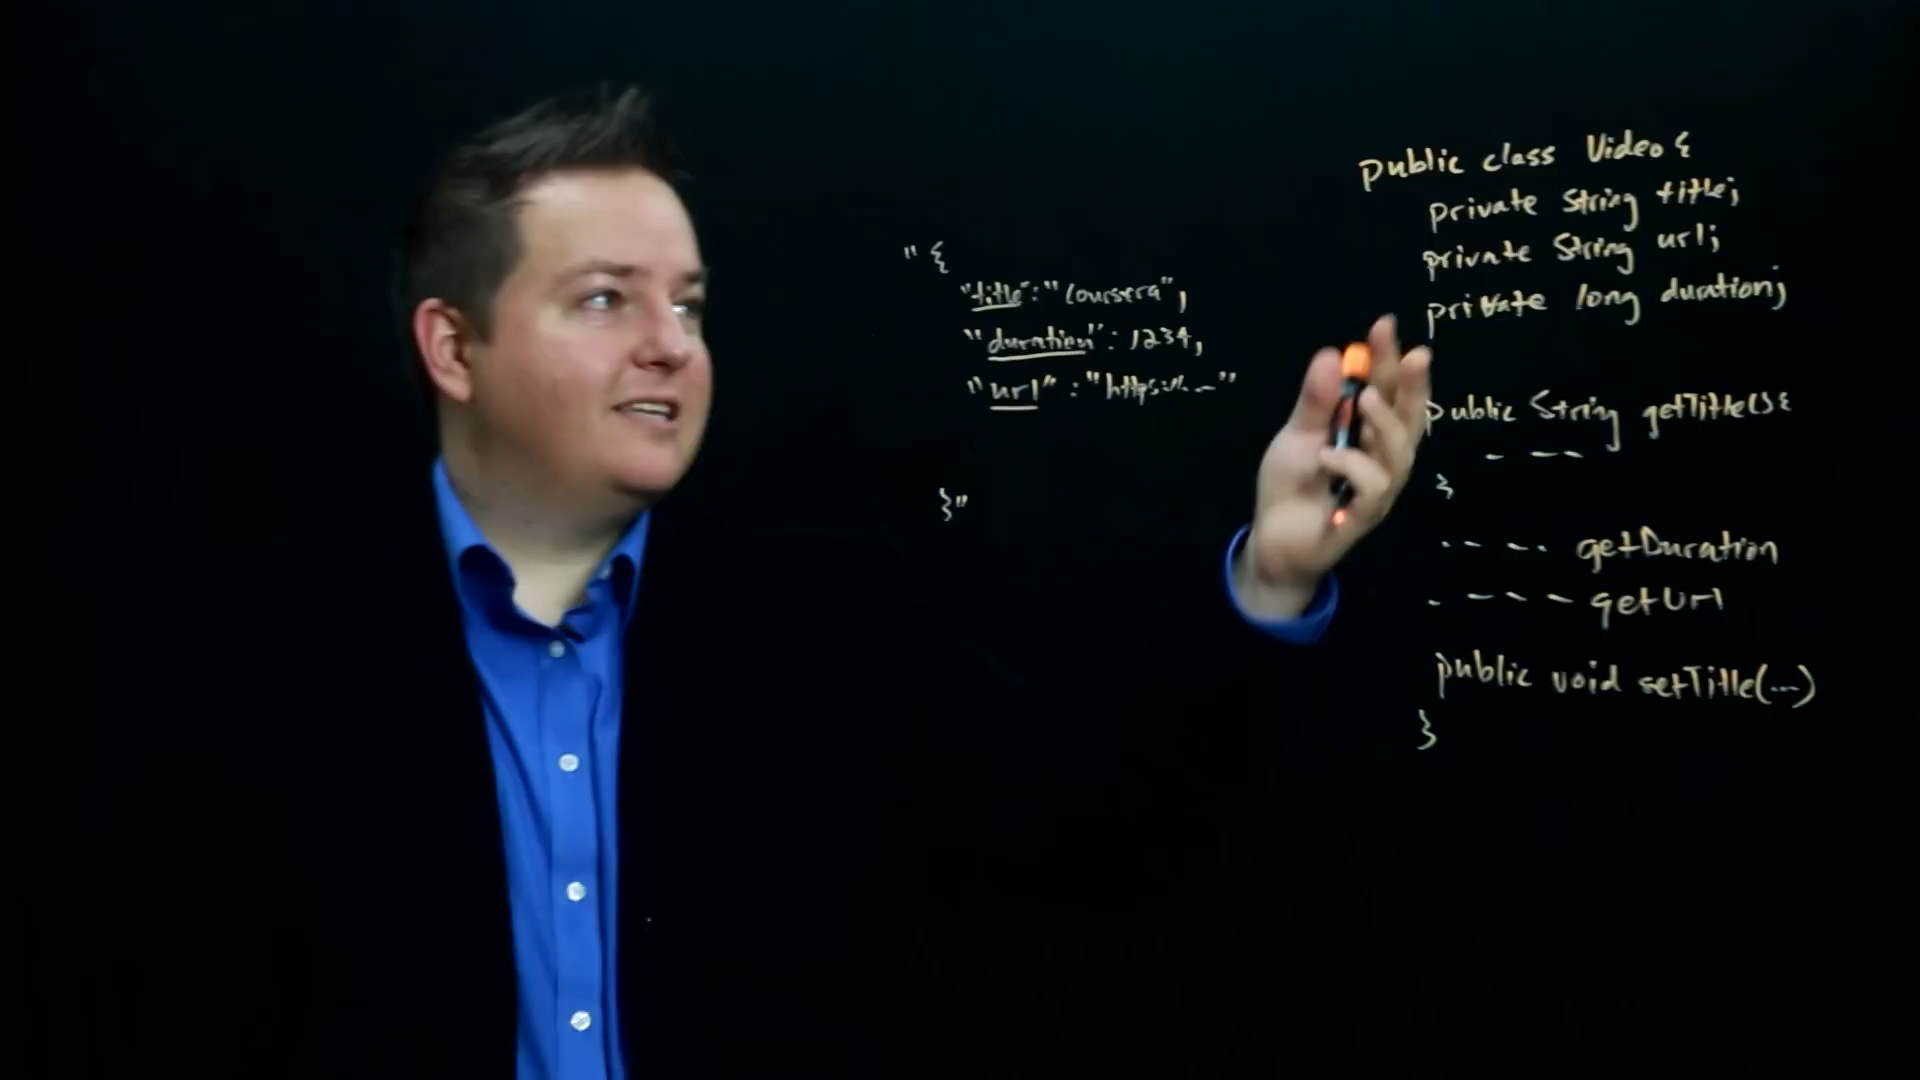 "{
"title": "Coursera",
"duration": 1234,
"url": "https://..."
}"
public class Video {
private String title;
private String url;
private long duration;
public String getTitle() {
- ---
}
.. -- -. getDuration
. - - - getUrl
public void setTitle(...)
}